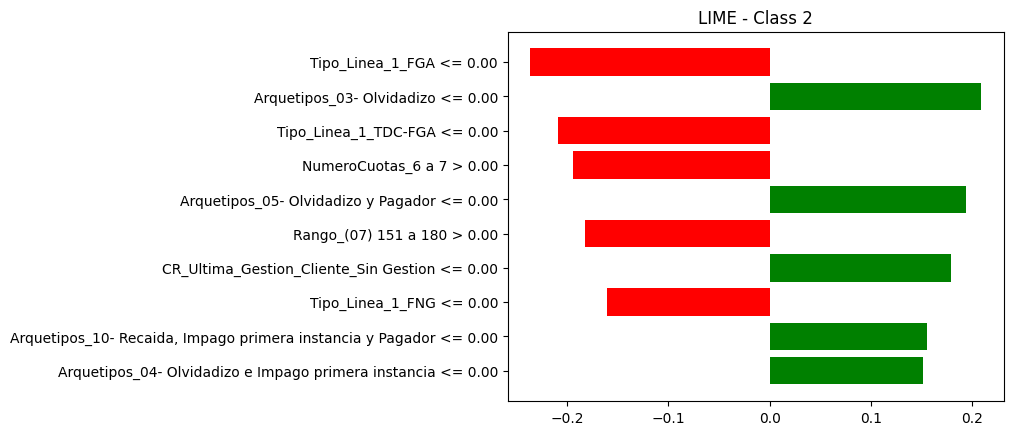 LIME - Class 2
Tipo_Linea_1_FGA <= 0.00
Arquetipos_03- Olvidadizo <= 0.00
Tipo_Linea_1_TDC-FGA <= 0.00
NumeroCuotas_6 a 7 > 0.00
Arquetipos_05- Olvidadizo y Pagador <= 0.00
Rango_(07) 151 a 180 > 0.00
CR_Ultima_Gestion_Cliente_Sin Gestion <= 0.00
Tipo_Linea_1_FNG <= 0.00
Arquetipos_10- Recaida, Impago primera instancia y Pagador <= 0.00
Arquetipos_04- Olvidadizo e Impago primera instancia <= 0.00
−0.2 −0.1 0.0 0.1 0.2